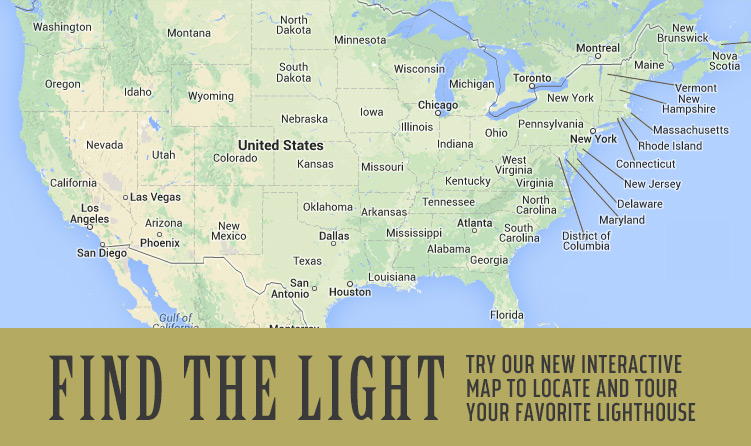 Washington
Montana
North
Dakota
Minnesota
New
Brunswick
Montreal
Maine
Nova
Scotia
Oregon
Idaho
Wyoming
South
Dakota
Wisconsin
Michigan
Toronto
Vermont
New
Hampshire
New York
Chicago
Nebraska
Iowa
Illinois
Indiana
Ohio
Pennsylvania
New York
Massachusetts
Rhode Island
Connecticut
Nevada
Utah
Colorado
United States
Kansas
Missouri
West
Virginia
Virginia
Kentucky
New Jersey
Delaware
Maryland
District of
Columbia
California
Las Vegas
Los
Angeles
San Diego
Arizona
Phoenix
New
Mexico
Oklahoma
Arkansas
Tennessee
North
Carolina
South
Carolina
Atlanta
Dallas
Mississippi
Alabama
Georgia
Texas
Louisiana
San
Antonio
Houston
Florida
Gulf of
California
Monterrey
FIND THE LIGHT
TRY OUR NEW INTERACTIVE
MAP TO LOCATE AND TOUR
YOUR FAVORITE LIGHTHOUSE